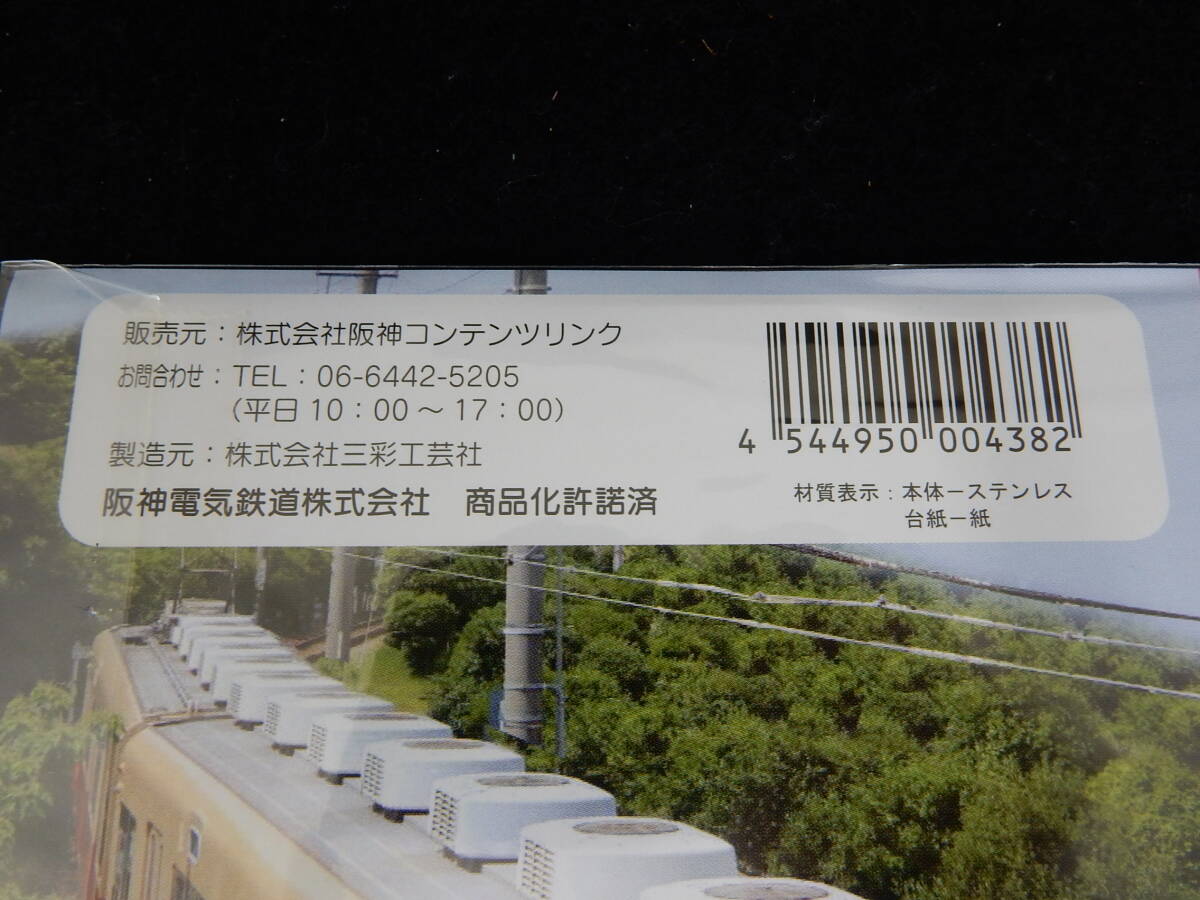 販売元：株式会社阪神コンテンツリンク
お問合わせ：TEL：06-6442-5205
（平日10：00～17：00）
製造元：株式会社三彩工芸社
阪神電気鉄道株式会社　商品化許諾済
4 544950 004382
材質表示：本体－ステンレス
台紙－紙